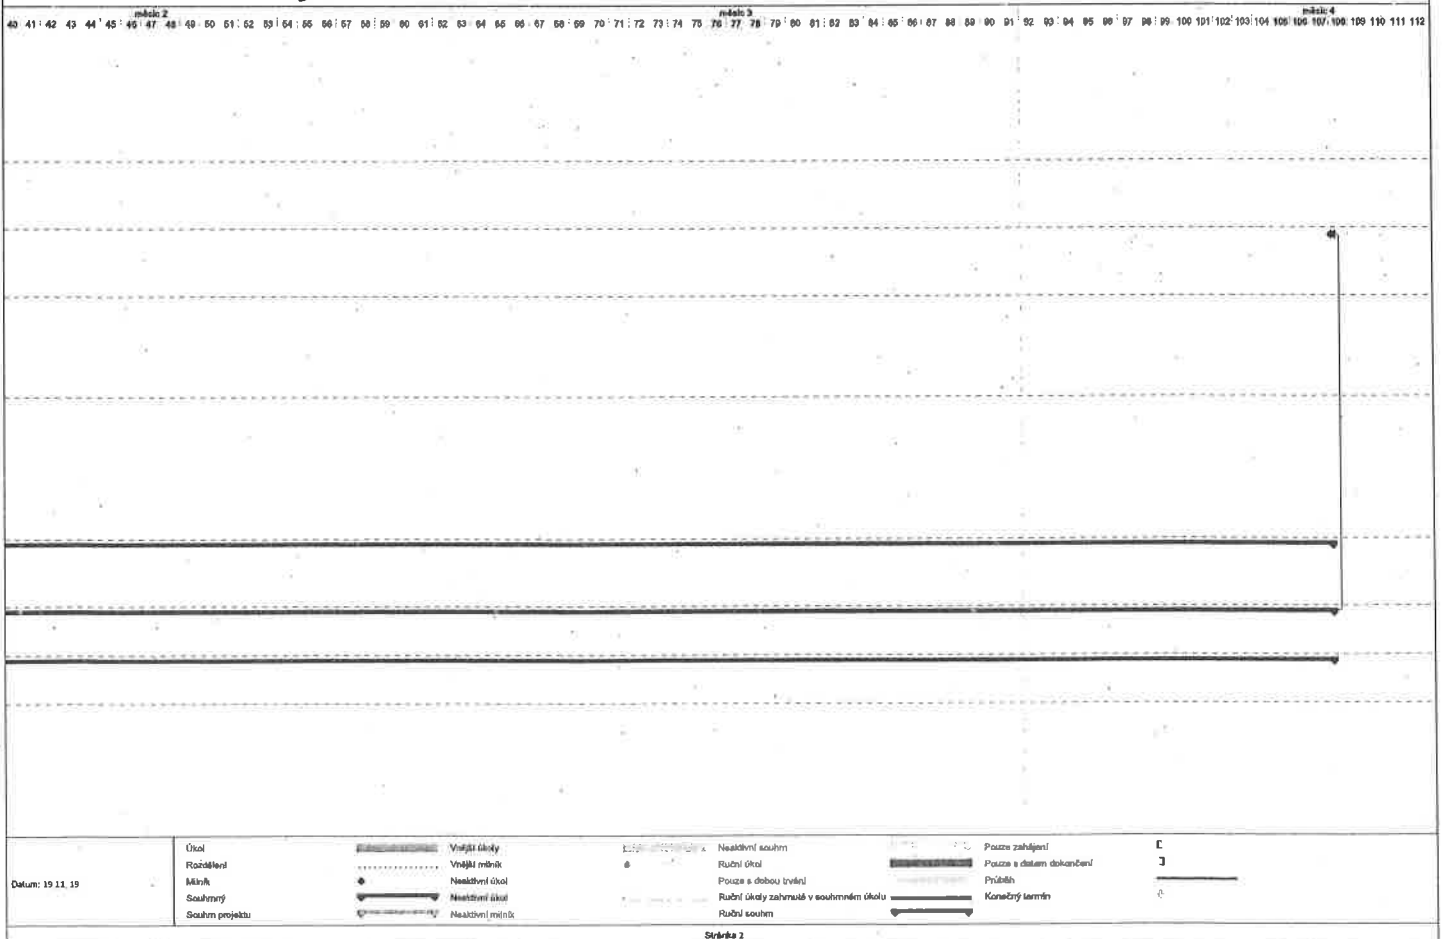 měsíc 2 měsíc 3 měsíc 4
40 41 42 43 44 45 46 47 48 49 50 51 52 53 54 55 56 57 58 59 60 61 62 63 64 65 66 67 68 69 70 71 72 73 74 75 76 77 78 79 80 81 82 83 84 85 86 87 88 89 90 91 92 93 94 95 96 97 98 99 100 101 102 103 104 105 106 107 108 109 110 111 112
Úkol Vnější úkoly Neaktivní souhrn Pouze zahájení
Rozdělení Vnější milník Ruční úkol Pouze s datem dokončení
Datum: 19.11.19 Milník Neaktivní úkol Pouze s dobou trvání Průběh
Souhrnný Neaktivní úkol Ruční úkoly zahrnuté v souhrnném úkolu Konečný termín
Souhrn projektu Neaktivní milník Ruční souhrn
Stránka 2